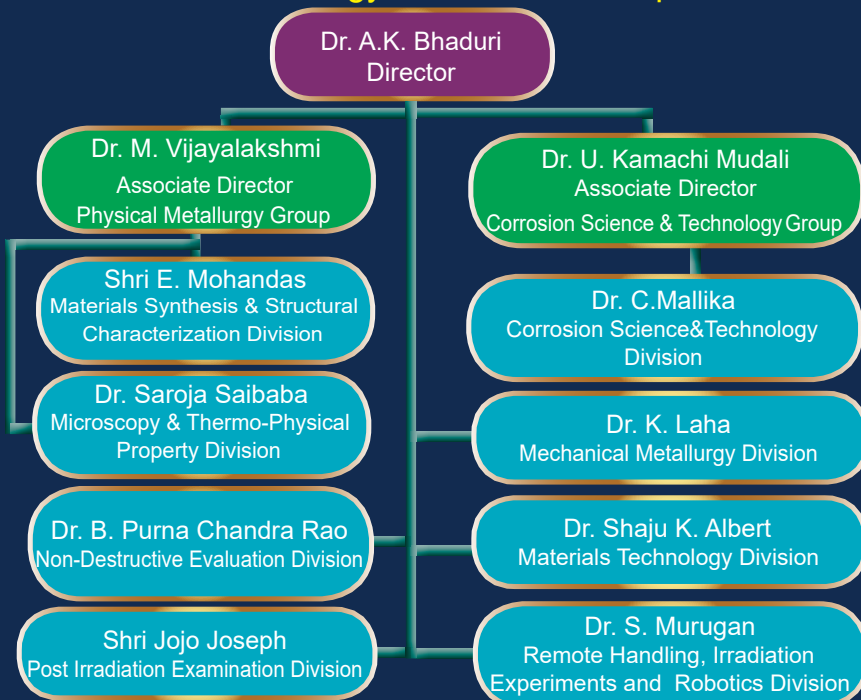 Dr. A.K. Bhaduri
Director
Dr. M. Vijayalakshmi
Associate Director
Physical Metallurgy Group
Dr. U. Kamachi Mudali
Associate Director
Corrosion Science & Technology Group
Shri E. Mohandas
Materials Synthesis & Structural
Characterization Division
Dr. C.Mallika
Corrosion Science&Technology
Division
Dr. Saroja Saibaba
Microscopy & Thermo-Physical
Property Division
Dr. K. Laha
Mechanical Metallurgy Division
Dr. B. Purna Chandra Rao
Non-Destructive Evaluation Division
Dr. Shaju K. Albert
Materials Technology Division
Shri Jojo Joseph
Post Irradiation Examination Division
Dr. S. Murugan
Remote Handling, Irradiation
Experiments and Robotics Division